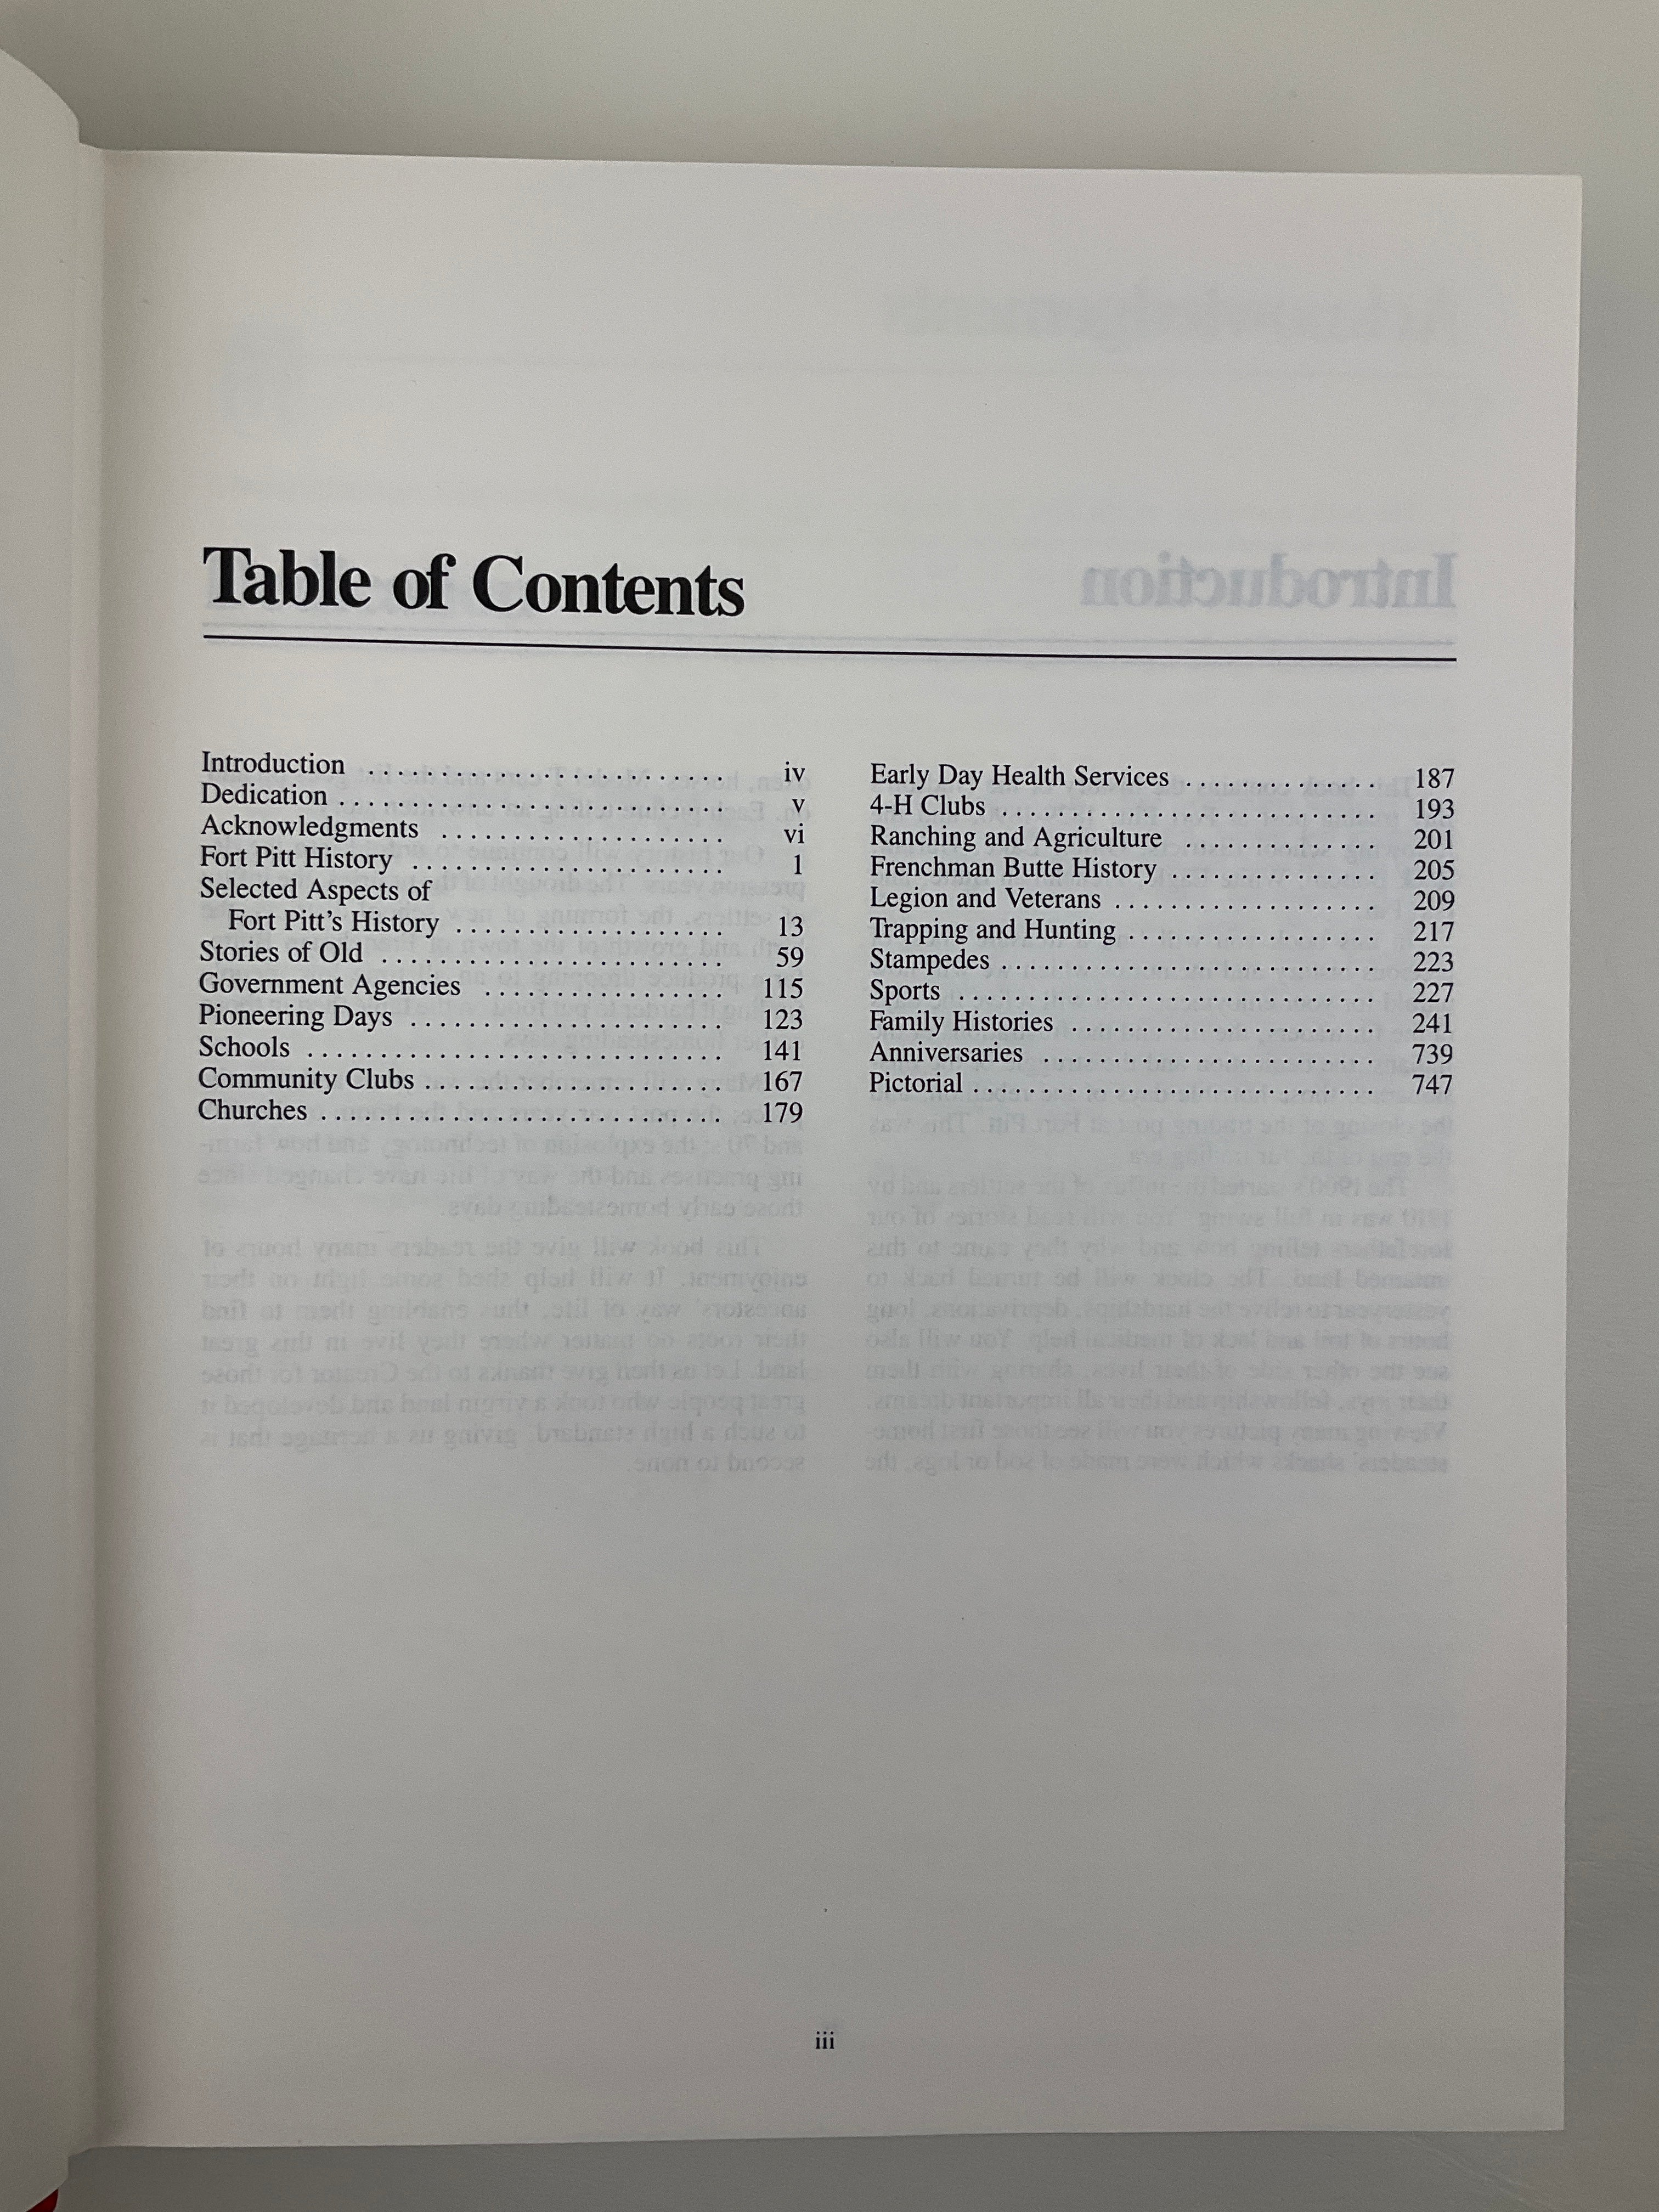 Table of Contents
Introduction ........................ iv
Dedication ........................... v
Acknowledgments .................... vi
Fort Pitt History ...................... 1
Selected Aspects of
Fort Pitt's History ................... 13
Stories of Old ........................ 59
Government Agencies ................. 115
Pioneering Days ...................... 123
Schools ............................. 141
Community Clubs ..................... 167
Churches ............................ 179
Early Day Health Services .............. 187
4-H Clubs ........................... 193
Ranching and Agriculture .............. 201
Frenchman Butte History ............... 205
Legion and Veterans ................... 209
Trapping and Hunting .................. 217
Stampedes ........................... 223
Sports .............................. 227
Family Histories ...................... 241
Anniversaries ........................ 739
Pictorial ............................. 747
iii